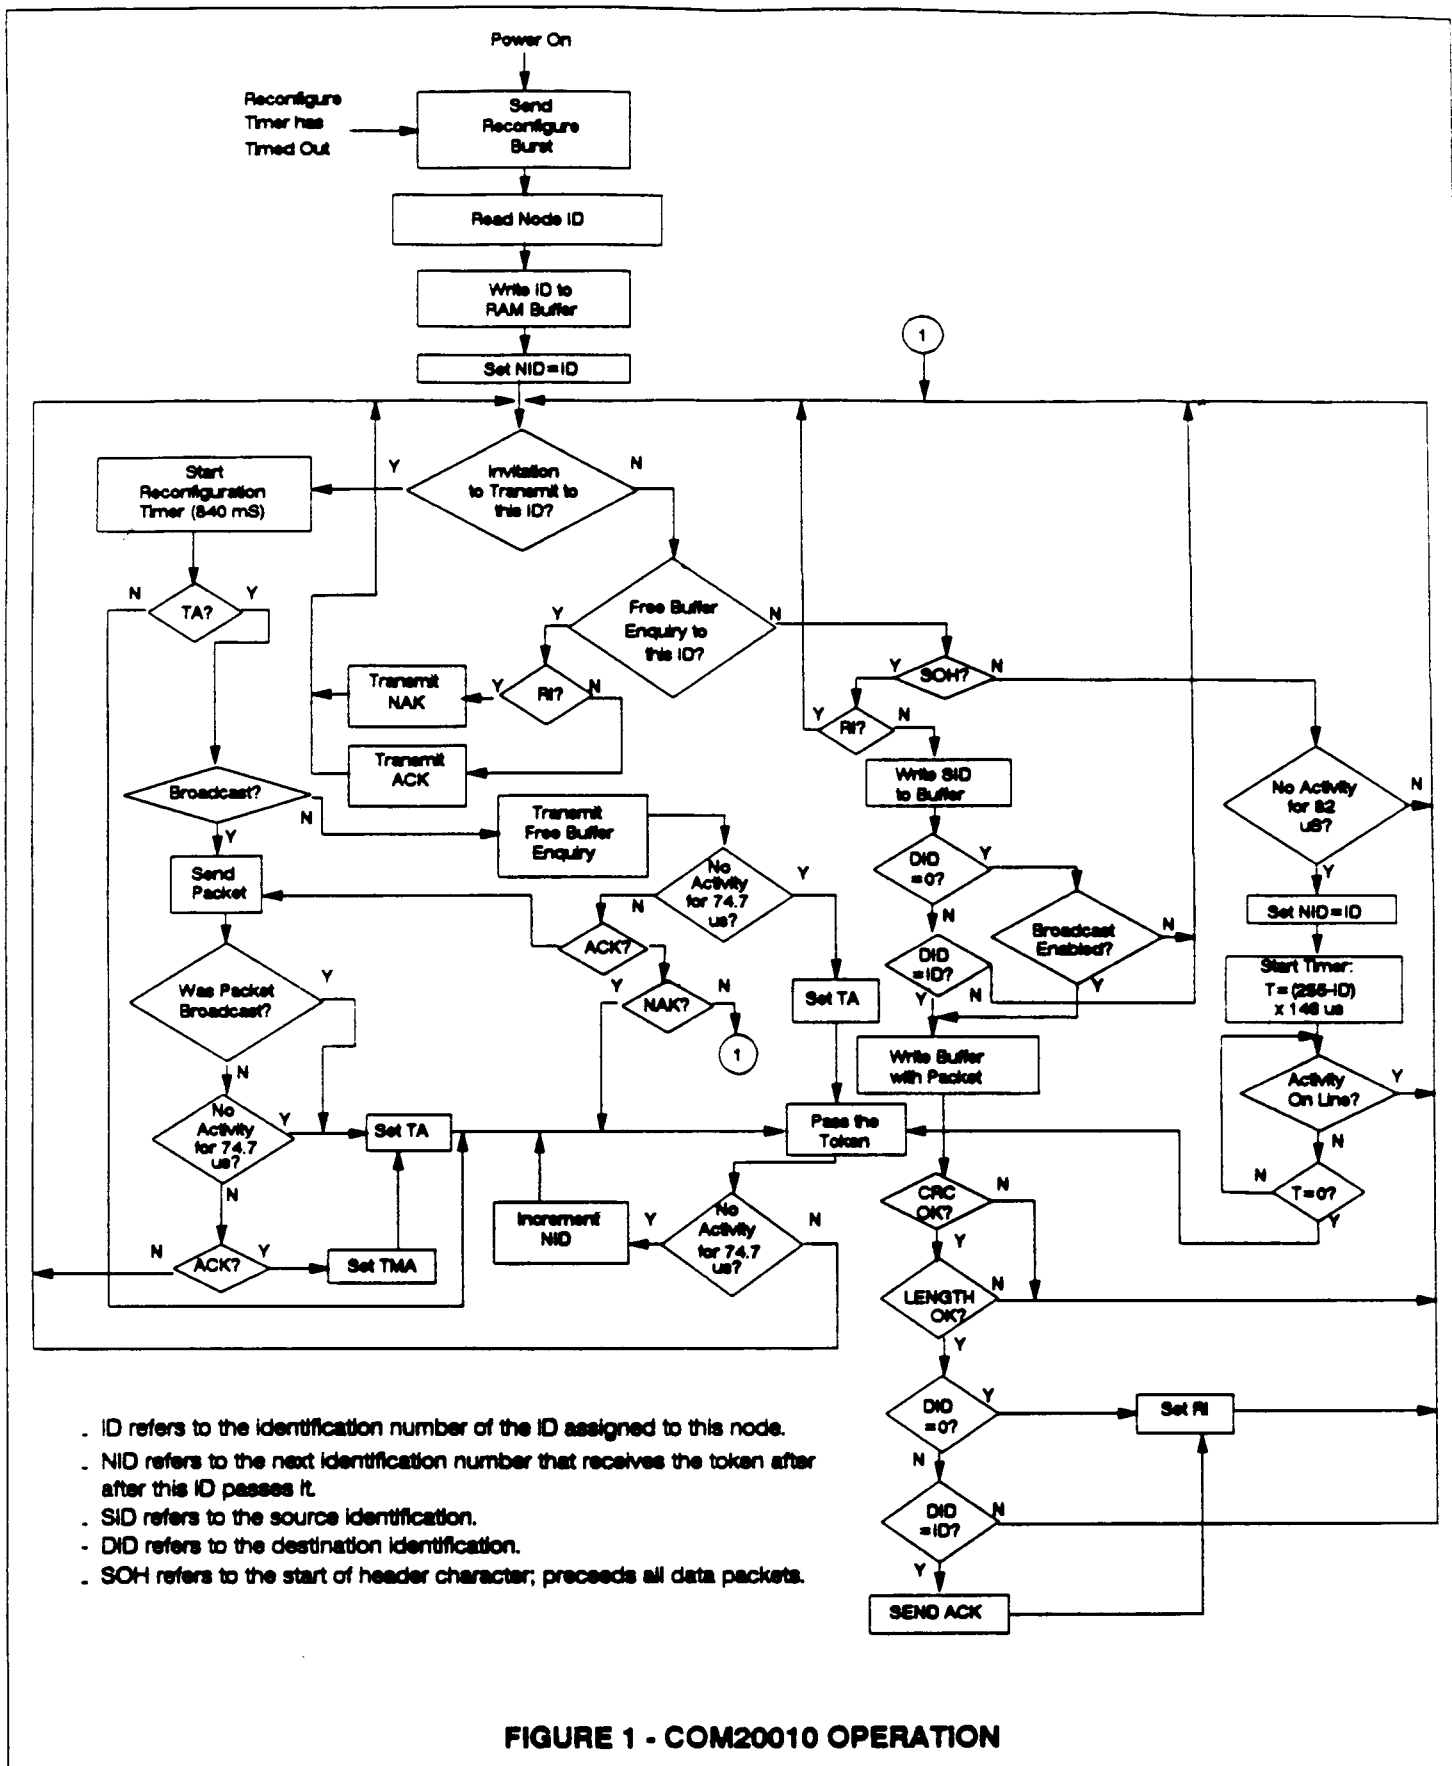 Power On
Reconfigure
Timer has
Timed Out
Send
Reconfigure
Burst
Read Node ID
Write ID to
RAM Buffer
Set NID=ID
1
Start
Reconfiguration
Timer (840 mS)
Y
Invitation
to Transmit to
this ID?
N
N
TA?
Y
Y
Free Buffer
Enquiry to
this ID?
N
Transmit
NAK
Y
RI?
N
Y
SOH?
N
Transmit
ACK
Y
RI?
N
Write SID
to Buffer
No Activity
for 82
uS?
N
Y
Broadcast?
N
Y
Transmit
Free Buffer
Enquiry
Send
Packet
No
Activity
for 74.7
us?
N
Y
DID
=0?
Y
N
Set NID=ID
ACK?
Y
N
NAK?
N
1
Y
Set TA
DID
=ID?
Y
N
Broadcast
Enabled?
N
Y
Start Timer:
T=(255-ID)
x 146 us
Was Packet
Broadcast?
Y
N
Write Buffer
with Packet
Activity
On Line?
Y
N
No
Activity
for 74.7
us?
Y
N
Set TA
Pass the
Token
N
T=0?
Y
CRC
OK?
N
Y
Increment
NID
Y
No
Activity
for 74.7
us?
N
N
ACK?
Y
Set TMA
LENGTH
OK?
N
Y
DID
=0?
Y
N
Set RI
DID
=ID?
N
Y
SEND ACK
. ID refers to the identification number of the ID assigned to this node.
- NID refers to the next identification number that receives the token after
after this ID passes it.
. SID refers to the source identification.
- DID refers to the destination identification.
. SOH refers to the start of header character; preceeds all data packets.
FIGURE 1 - COM20010 OPERATION